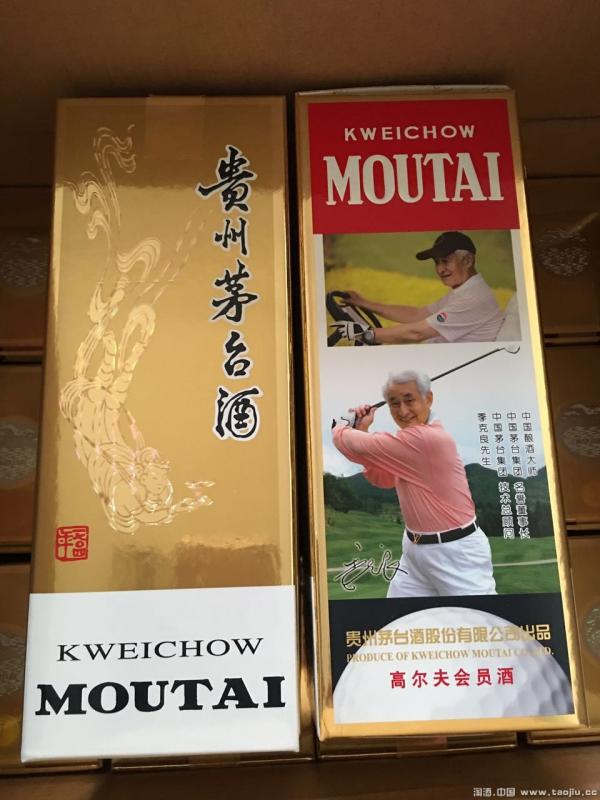 貴州茅台酒
KWEICHOW
MOUTAI
KWEICHOW
MOUTAI
中国酿酒大师
中国茅台集团 名誉董事长
中国茅台集团 技术总顾问
季克良先生
贵州茅台酒股份有限公司出品
PRODUCE OF KWEICHOW MOUTAI CO., LTD.
高尔夫会员酒
淘酒.中国 www.taojiu.cc